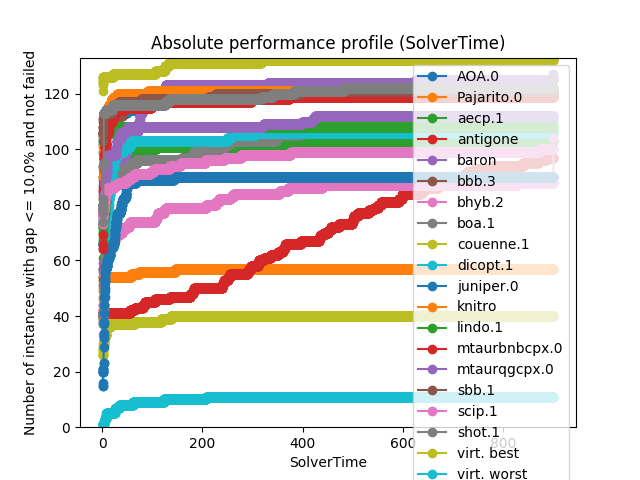 Absolute performance profile (SolverTime)
Number of instances with gap <= 10.0% and not failed
120
100
80
60
40
20
0
0 200 400 600 800
SolverTime
AOA.0
Pajarito.0
aecp.1
antigone
baron
bbb.3
bhyb.2
boa.1
couenne.1
dicopt.1
juniper.0
knitro
lindo.1
mtaurbnbcpx.0
mtaurqgcpx.0
sbb.1
scip.1
shot.1
virt. best
virt. worst